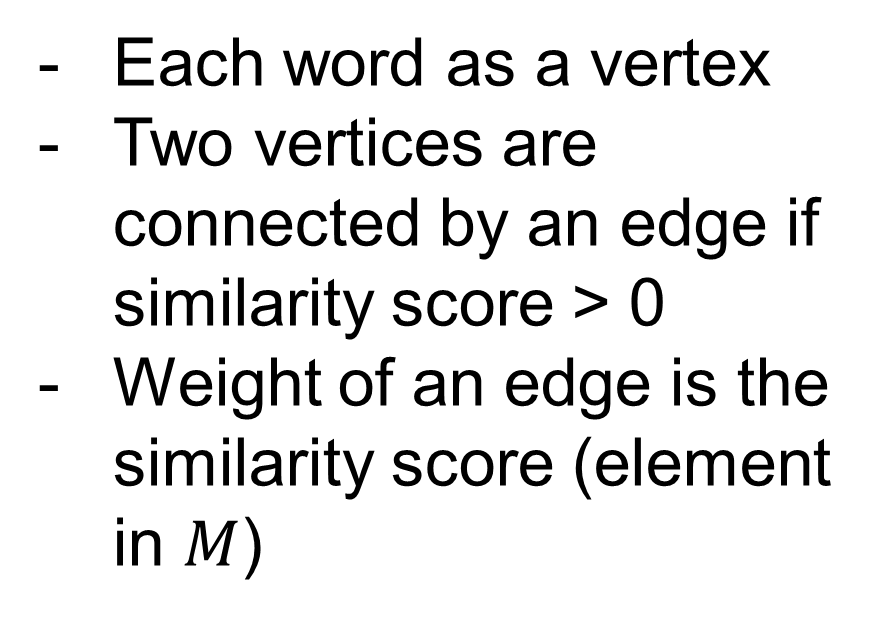 - Each word as a vertex
- Two vertices are
connected by an edge if
similarity score > 0
- Weight of an edge is the
similarity score (element
in 𝑀)